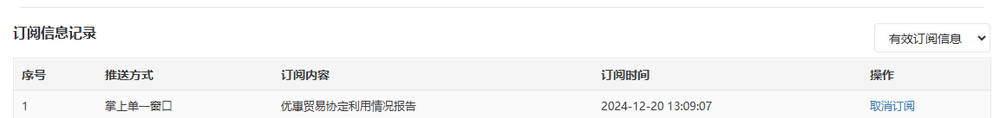 订阅信息记录
有效订阅信息
序号 推送方式 订阅内容 订阅时间 操作
1 掌上单一窗口 优惠贸易协定利用情况报告 2024-12-20 13:09:07 取消订阅